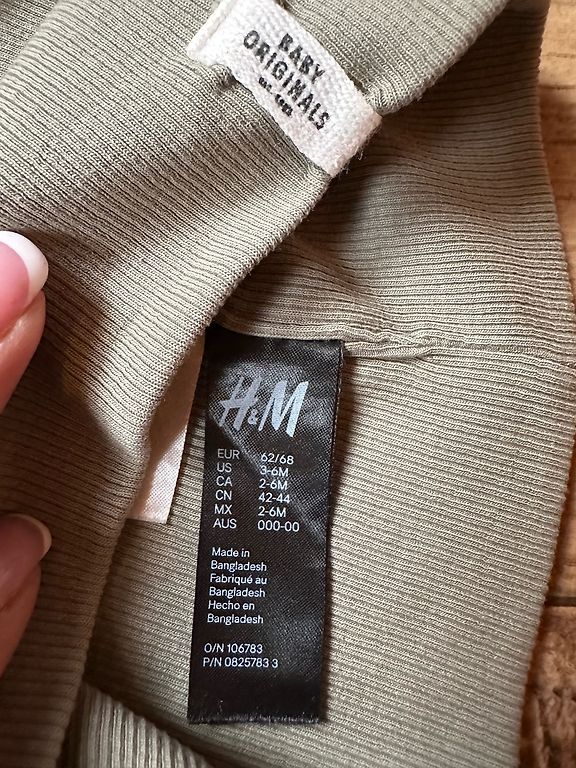 BABY
ORIGINALS
H&M
EUR 62/68
US 3-6M
CA 2-6M
CN 42-44
MX 2-6M
AUS 000-00
Made in
Bangladesh
Fabriqué au
Bangladesh
Hecho en
Bangladesh
O/N 106783
P/N 0825783 3